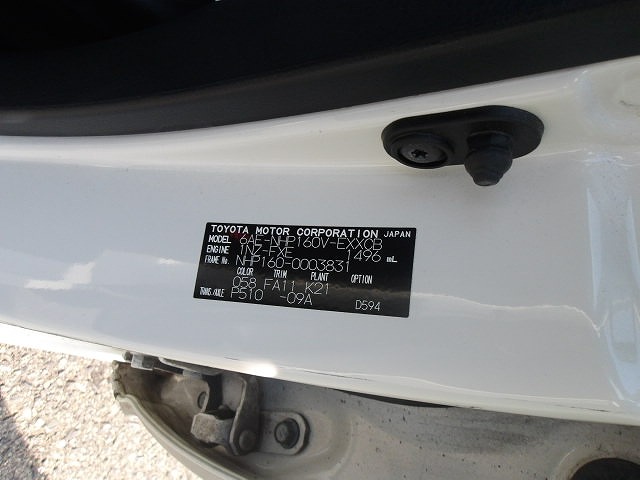 TOYOTA MOTOR CORPORATION JAPAN
MODEL 6AE-NHP160V-EXXCB
ENGINE 1NZ-FXE 1496 mL
FRAME No. NHP160-0003831
COLOR TRIM PLANT OPTION
058 FA11 K21
TRANS./AXLE P510 -09A D594